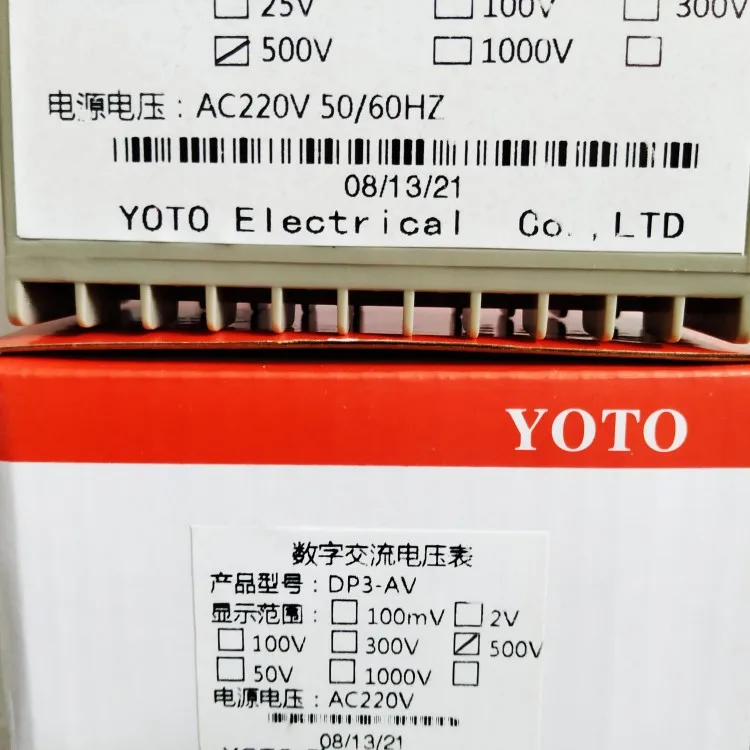 □ 25V □ 100V □ 300V
☑ 500V □ 1000V □
电源电压：AC220V 50/60HZ
08/13/21
YOTO Electrical Co.,LTD
YOTO
数字交流电压表
产品型号：DP3-AV
显示范围：□ 100mV □ 2V
□ 100V □ 300V ☑ 500V
□ 50V □ 1000V □
电源电压：AC220V
08/13/21